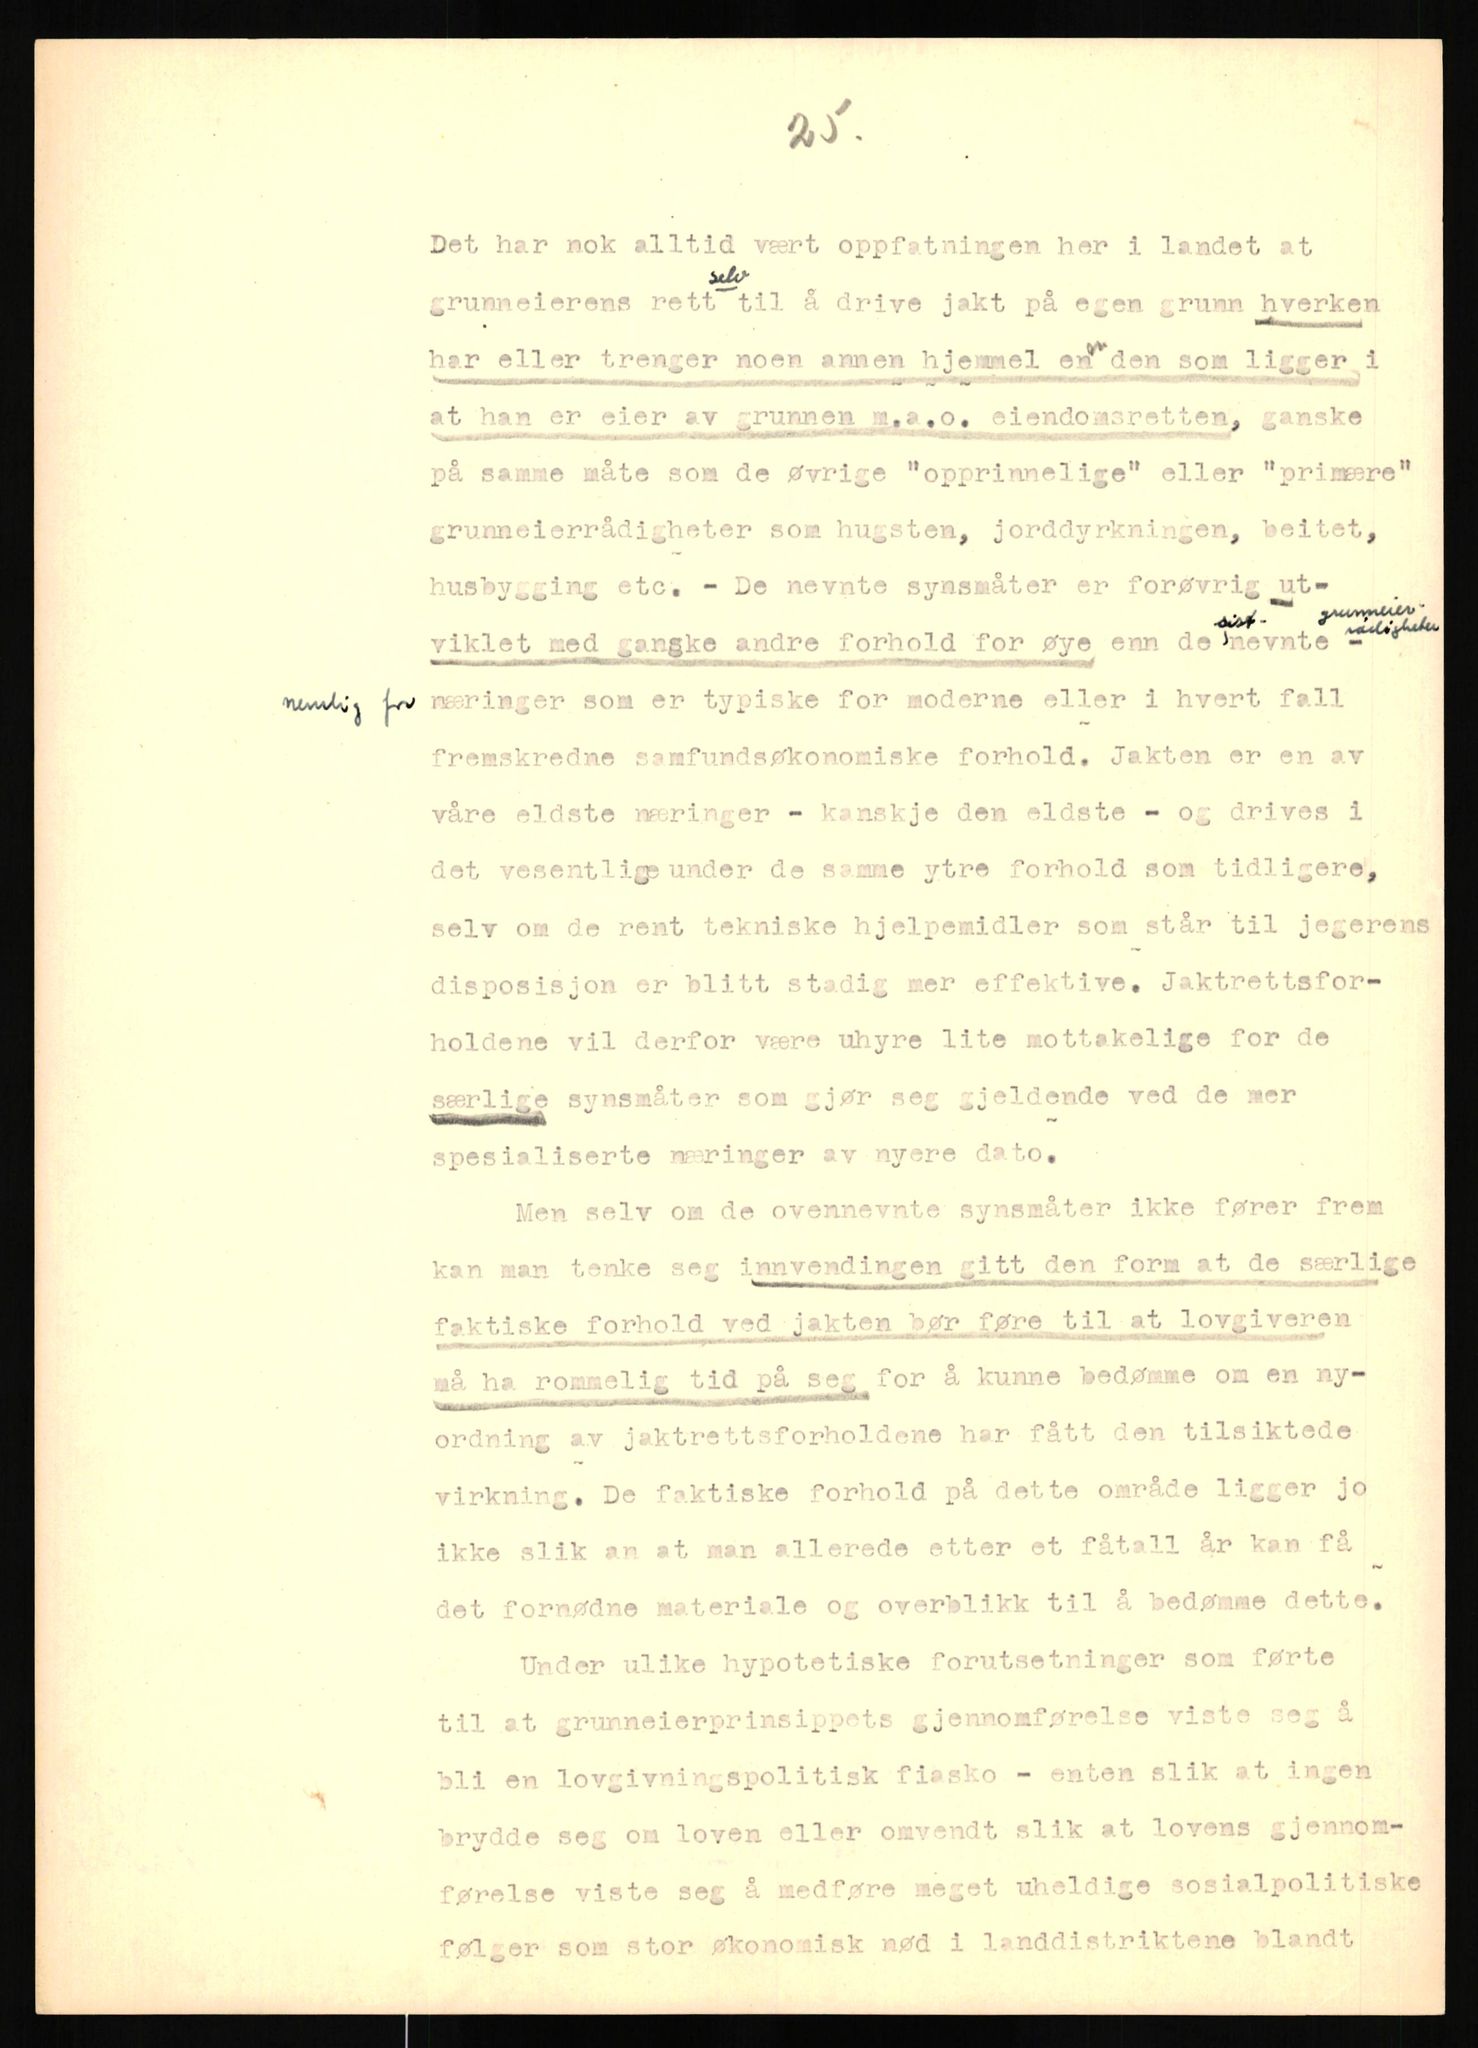 25.
Det har nok alltid vært oppfatningen her i landet at
grunneierens rett selv til å drive jakt på egen grunn hverken
har eller trenger noen annen hjemmel enn den som ligger i
at han er eier av grunnen m.a.o. eiendomsretten, ganske
på samme måte som de øvrige "opprinnelige" eller "primære"
grunneierrådigheter som hugsten, jorddyrkningen, beitet,
husbygging etc. - De nevnte synsmåter er forøvrig ut-
viklet med ganske andre forhold for øye enn de sist-nevnte grunneier-rådigheter -
nemlig for næringer som er typiske for moderne eller i hvert fall
fremskredne samfundsøkonomiske forhold. Jakten er en av
våre eldste næringer - kanskje den eldste - og drives i
det vesentlige under de samme ytre forhold som tidligere,
selv om de rent tekniske hjelpemidler som står til jegerens
disposisjon er blitt stadig mer effektive. Jaktrettsfor-
holdene vil derfor være uhyre lite mottakelige for de
særlige synsmåter som gjør seg gjeldende ved de mer
spesialiserte næringer av nyere dato.
Men selv om de ovennevnte synsmåter ikke fører frem
kan man tenke seg innvendingen gitt den form at de særlige
faktiske forhold ved jakten bør føre til at lovgiveren
må ha rommelig tid på seg for å kunne bedømme om en ny-
ordning av jaktrettsforholdene har fått den tilsiktede
virkning. De faktiske forhold på dette område ligger jo
ikke slik an at man allerede etter et fåtall år kan få
det fornødne materiale og overblikk til å bedømme dette.
Under ulike hypotetiske forutsetninger som førte
til at grunneierprinsippets gjennomførelse viste seg å
bli en lovgivningspolitisk fiasko - enten slik at ingen
brydde seg om loven eller omvendt slik at lovens gjennom-
førelse viste seg å medføre meget uheldige sosialpolitiske
følger som stor økonomisk nød i landdistriktene blandt